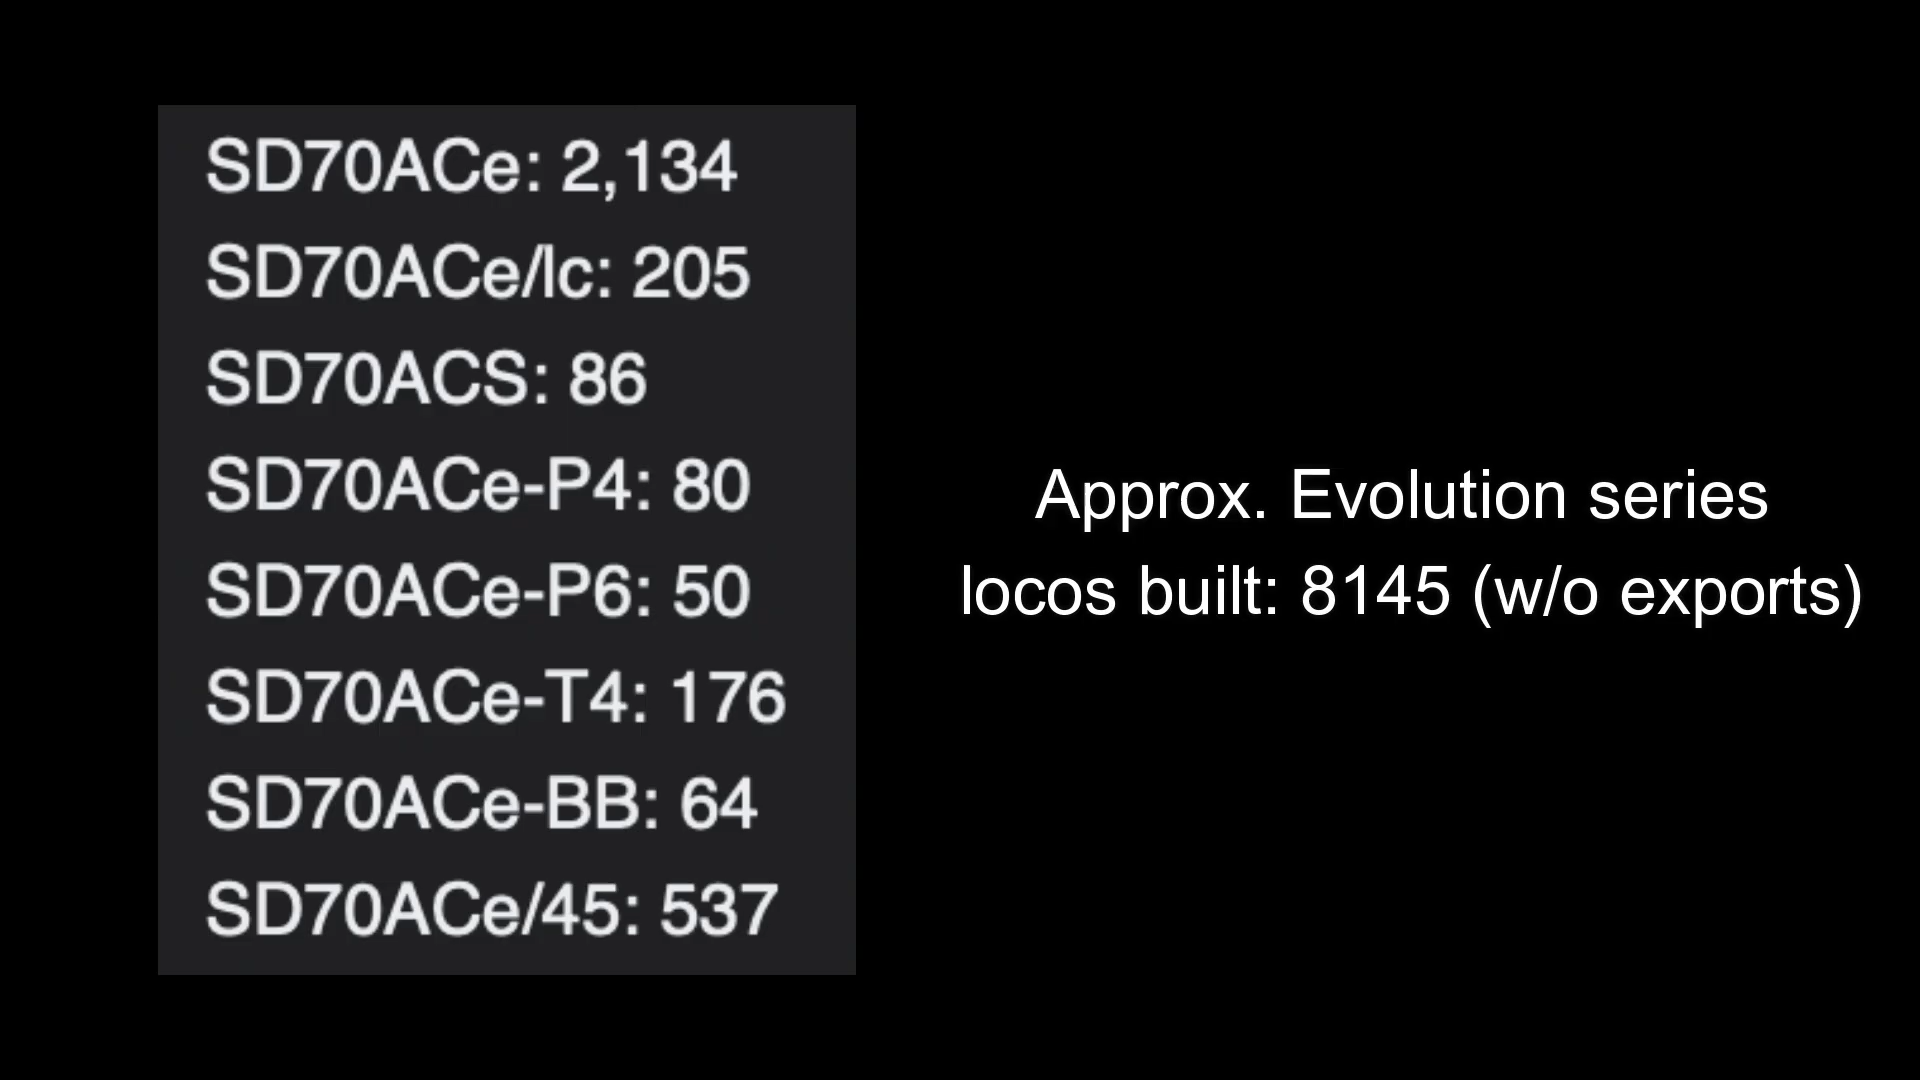 SD70ACe: 2,134
SD70ACe/lc: 205
SD70ACS: 86
SD70ACe-P4: 80
SD70ACe-P6: 50
SD70ACe-T4: 176
SD70ACe-BB: 64
SD70ACe/45: 537
Approx. Evolution series
locos built: 8145 (w/o exports)